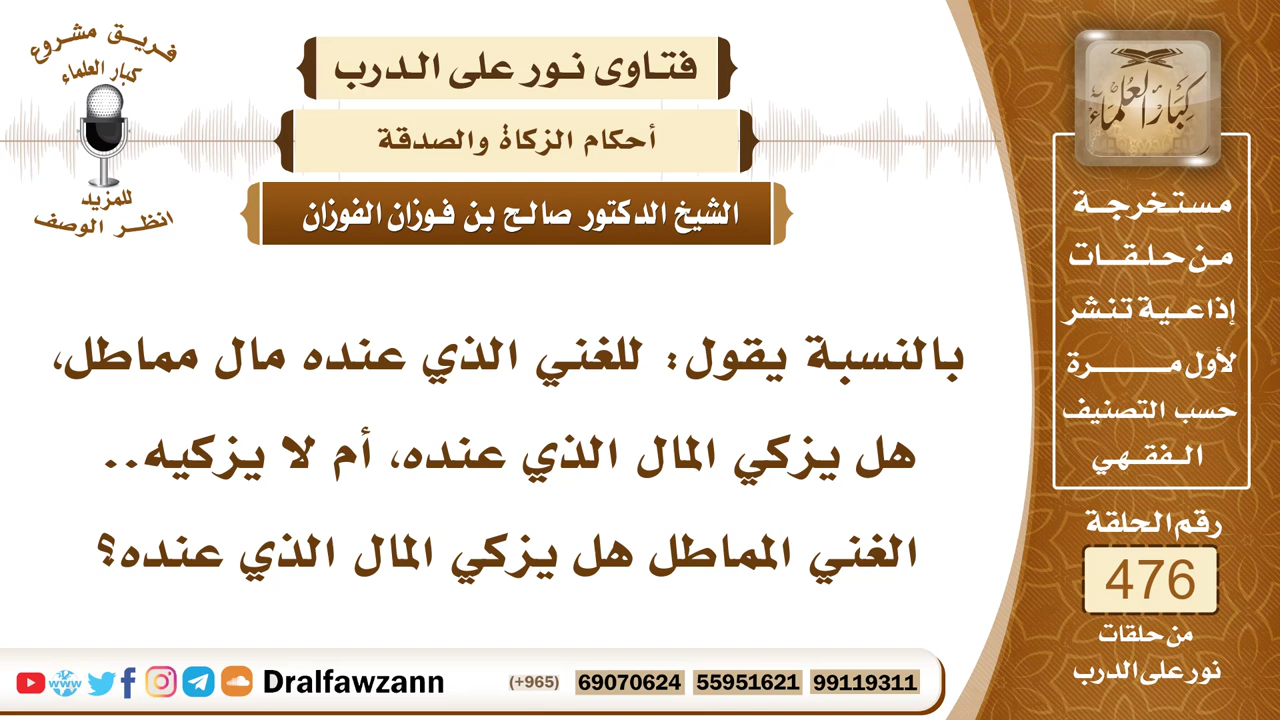 فريق مشروع
كبار العلماء
للمزيد
انظر الوصف
فتاوى نور على الدرب
أحكام الزكاة والصدقة
الشيخ الدكتور صالح بن فوزان الفوزان
بالنسبة يقول: للغني الذي عنده مال مماطل،
هل يزكي المال الذي عنده، أم لا يزكيه..
الغني المماطل هل يزكي المال الذي عنده؟
كبار العلماء
مستخرجة
من حلقات
إذاعية تنشر
لأول مرة
حسب التصنيف
الفقهي
رقم الحلقة
476
من حلقات
نور على الدرب
www Dralfawzann (+965) 69070624 55951621 99119311